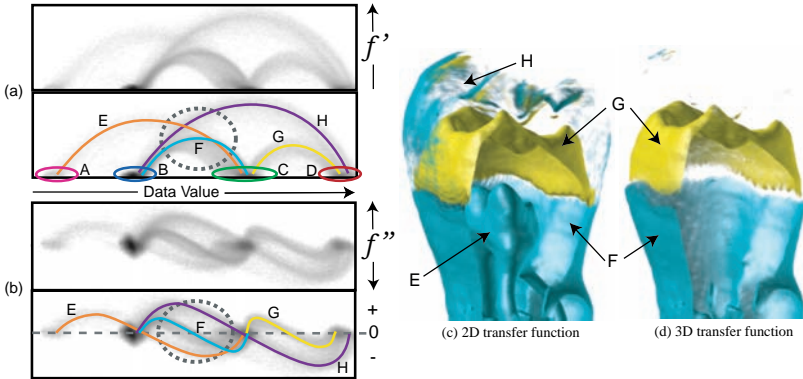 f'
(a)
E
H
F
G
A
B
C
D
Data Value
f"
(b)
E
F
G
H
+
0
-
H
G
E
F
(c) 2D transfer function
(d) 3D transfer function